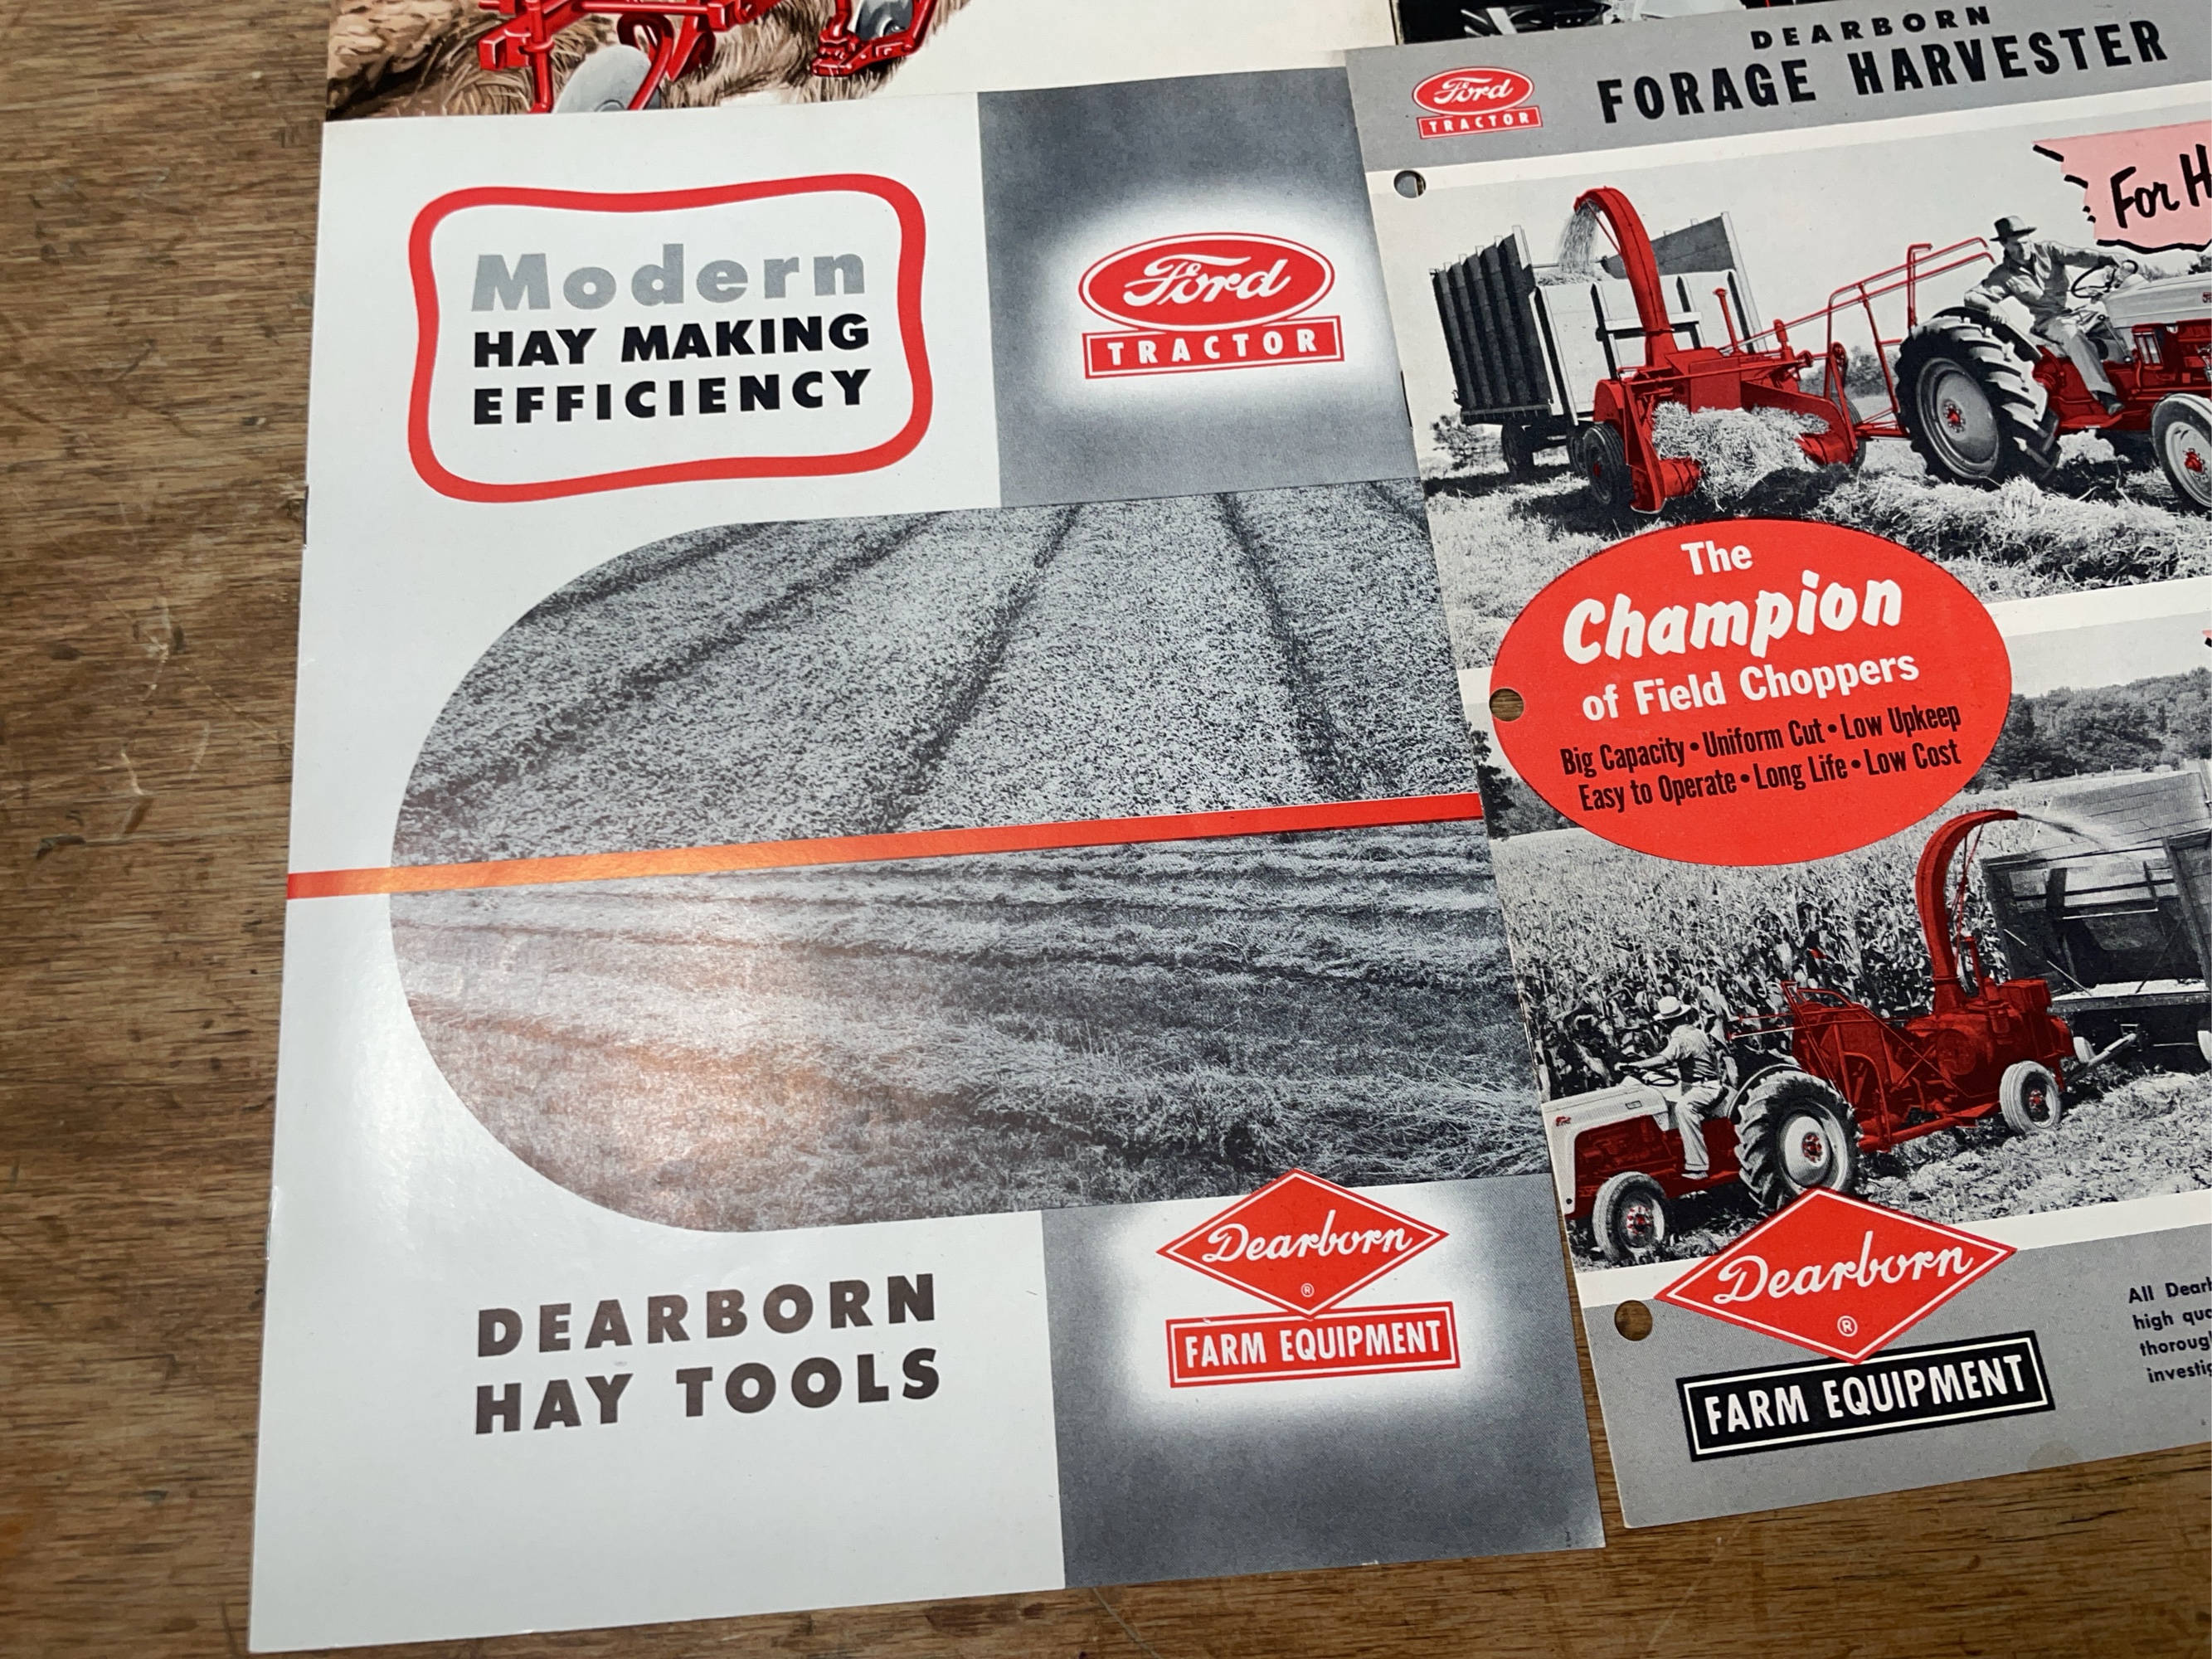 Modern
HAY MAKING
EFFICIENCY
Ford
TRACTOR
Dearborn
®
FARM EQUIPMENT
DEARBORN
HAY TOOLS
DEARBORN
FORAGE HARVESTER
Ford
TRACTOR
For H
The
Champion
of Field Choppers
Big Capacity • Uniform Cut • Low Upkeep
Easy to Operate • Long Life • Low Cost
Dearborn
®
FARM EQUIPMENT
All Dear
high qua
thoroug
investig